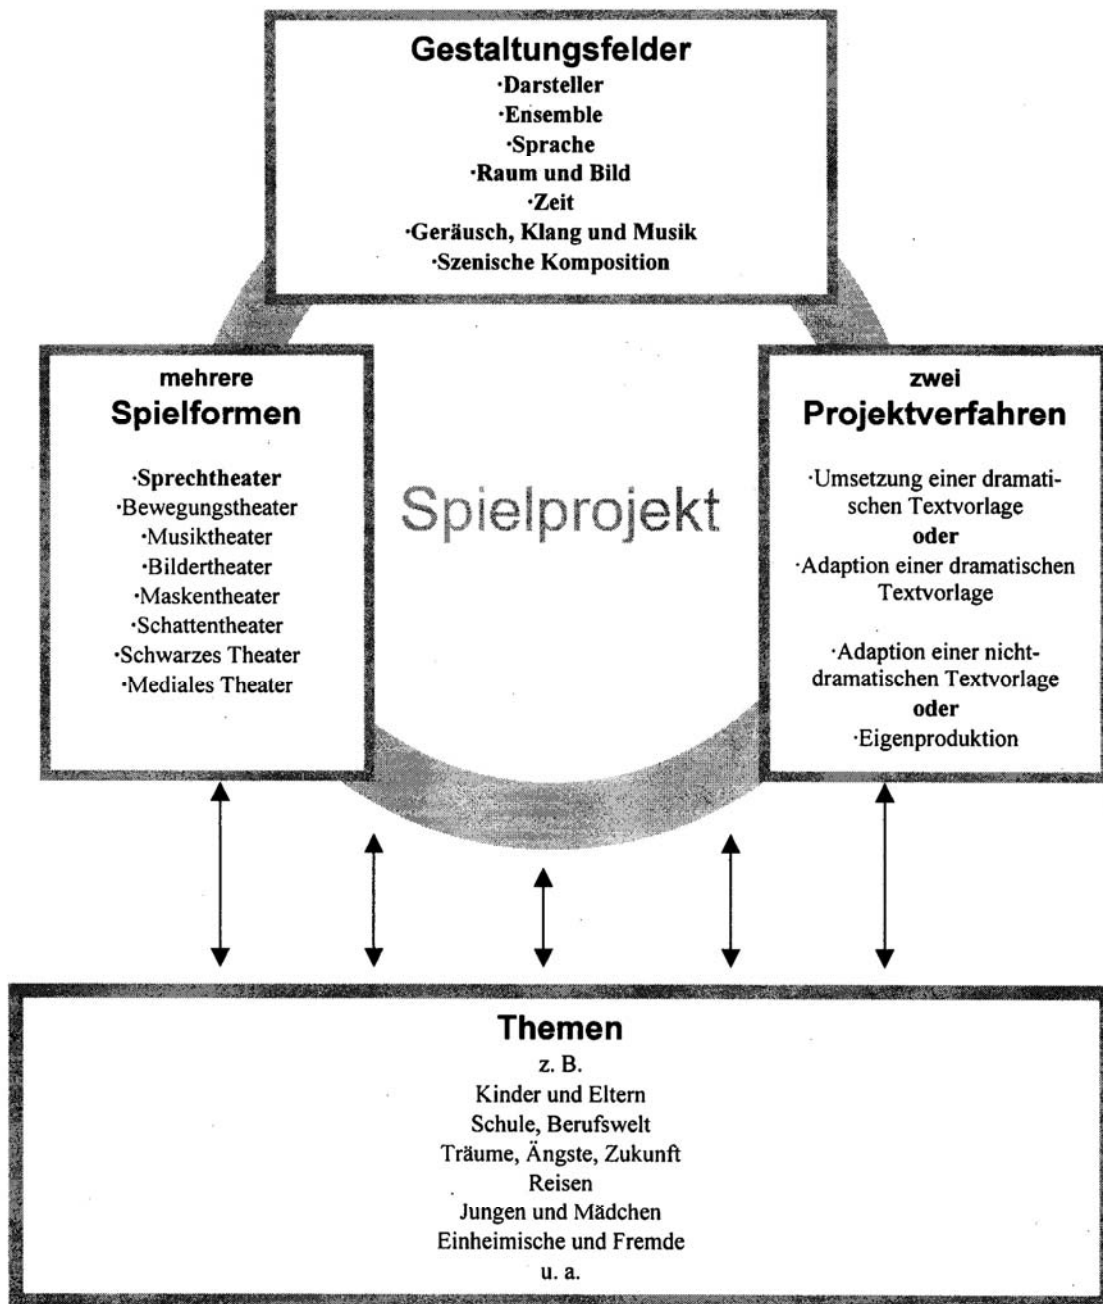 Gestaltungsfelder
·Darsteller
·Ensemble
·Sprache
·Raum und Bild
·Zeit
·Geräusch, Klang und Musik
·Szenische Komposition
mehrere
Spielformen
·Sprechtheater
·Bewegungstheater
·Musiktheater
·Bildertheater
·Maskentheater
·Schattentheater
·Schwarzes Theater
·Mediales Theater
Spielprojekt
zwei
Projektverfahren
·Umsetzung einer dramati-
schen Textvorlage
oder
·Adaption einer dramatischen
Textvorlage
·Adaption einer nicht-
dramatischen Textvorlage
oder
·Eigenproduktion
Themen
z. B.
Kinder und Eltern
Schule, Berufswelt
Träume, Ängste, Zukunft
Reisen
Jungen und Mädchen
Einheimische und Fremde
u. a.